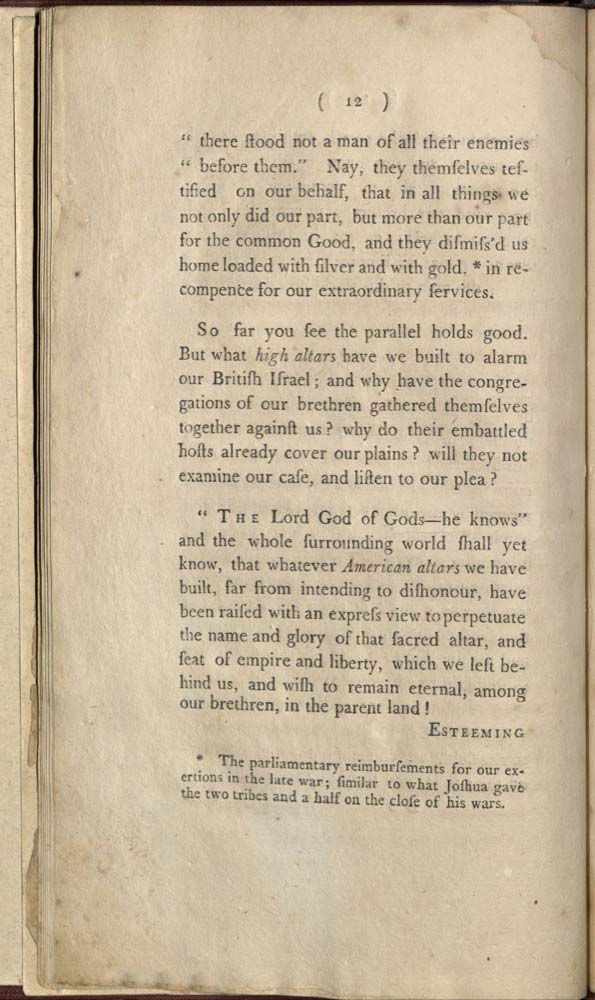 ( 12 )
“ there ſtood not a man of all their enemies
“ before them.” Nay, they themſelves teſ-
tified on our behalf, that in all things we
not only did our part, but more than our part
for the common Good, and they diſmiſs'd us
home loaded with ſilver and with gold, * in re-
compence for our extraordinary ſervices.
So far you ſee the parallel holds good.
But what high altars have we built to alarm
our Britiſh Iſrael; and why have the congre-
gations of our brethren gathered themſelves
together againſt us? why do their embattled
hoſts already cover our plains? will they not
examine our caſe, and liſten to our plea?
“ THE Lord God of Gods—he knows”
and the whole ſurrounding world ſhall yet
know, that whatever American altars we have
built, far from intending to diſhonour, have
been raiſed with an expreſs view to perpetuate
the name and glory of that ſacred altar, and
ſeat of empire and liberty, which we left be-
hind us, and wiſh to remain eternal, among
our brethren, in the parent land!
ESTEEMING
* The parliamentary reimburſements for our ex-
ertions in the late war; ſimilar to what Joſhua gave
the two tribes and a half on the cloſe of his wars.